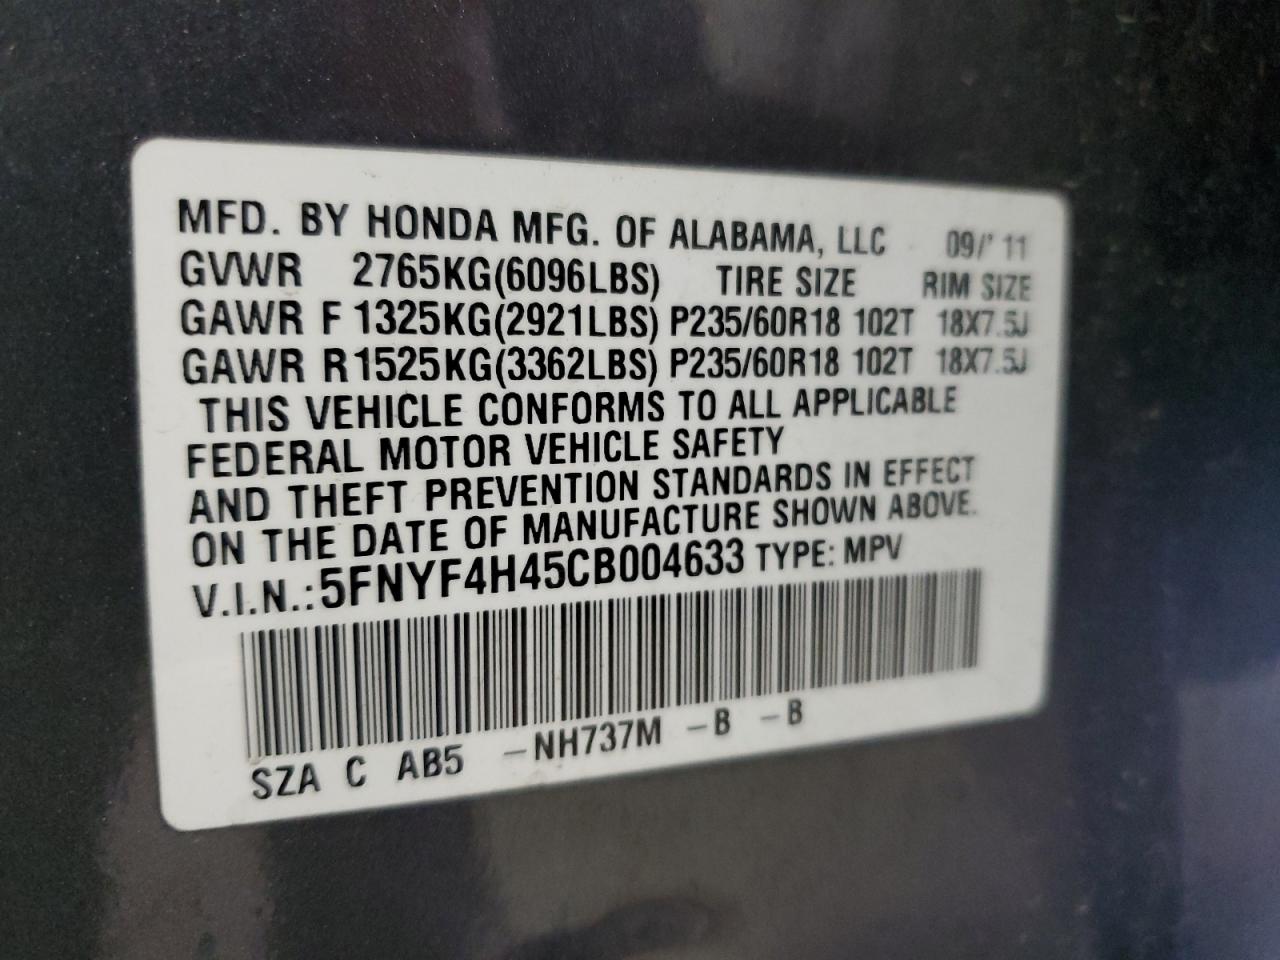 MFD. BY HONDA MFG. OF ALABAMA, LLC 09/' 11
GVWR 2765KG(6096LBS) TIRE SIZE RIM SIZE
GAWR F 1325KG(2921LBS) P235/60R18 102T 18X7.5J
GAWR R 1525KG(3362LBS) P235/60R18 102T 18X7.5J
THIS VEHICLE CONFORMS TO ALL APPLICABLE
FEDERAL MOTOR VEHICLE SAFETY
AND THEFT PREVENTION STANDARDS IN EFFECT
ON THE DATE OF MANUFACTURE SHOWN ABOVE.
V.I.N.: 5FNYF4H45CB004633 TYPE: MPV
SZA C AB5 –NH737M –B –B